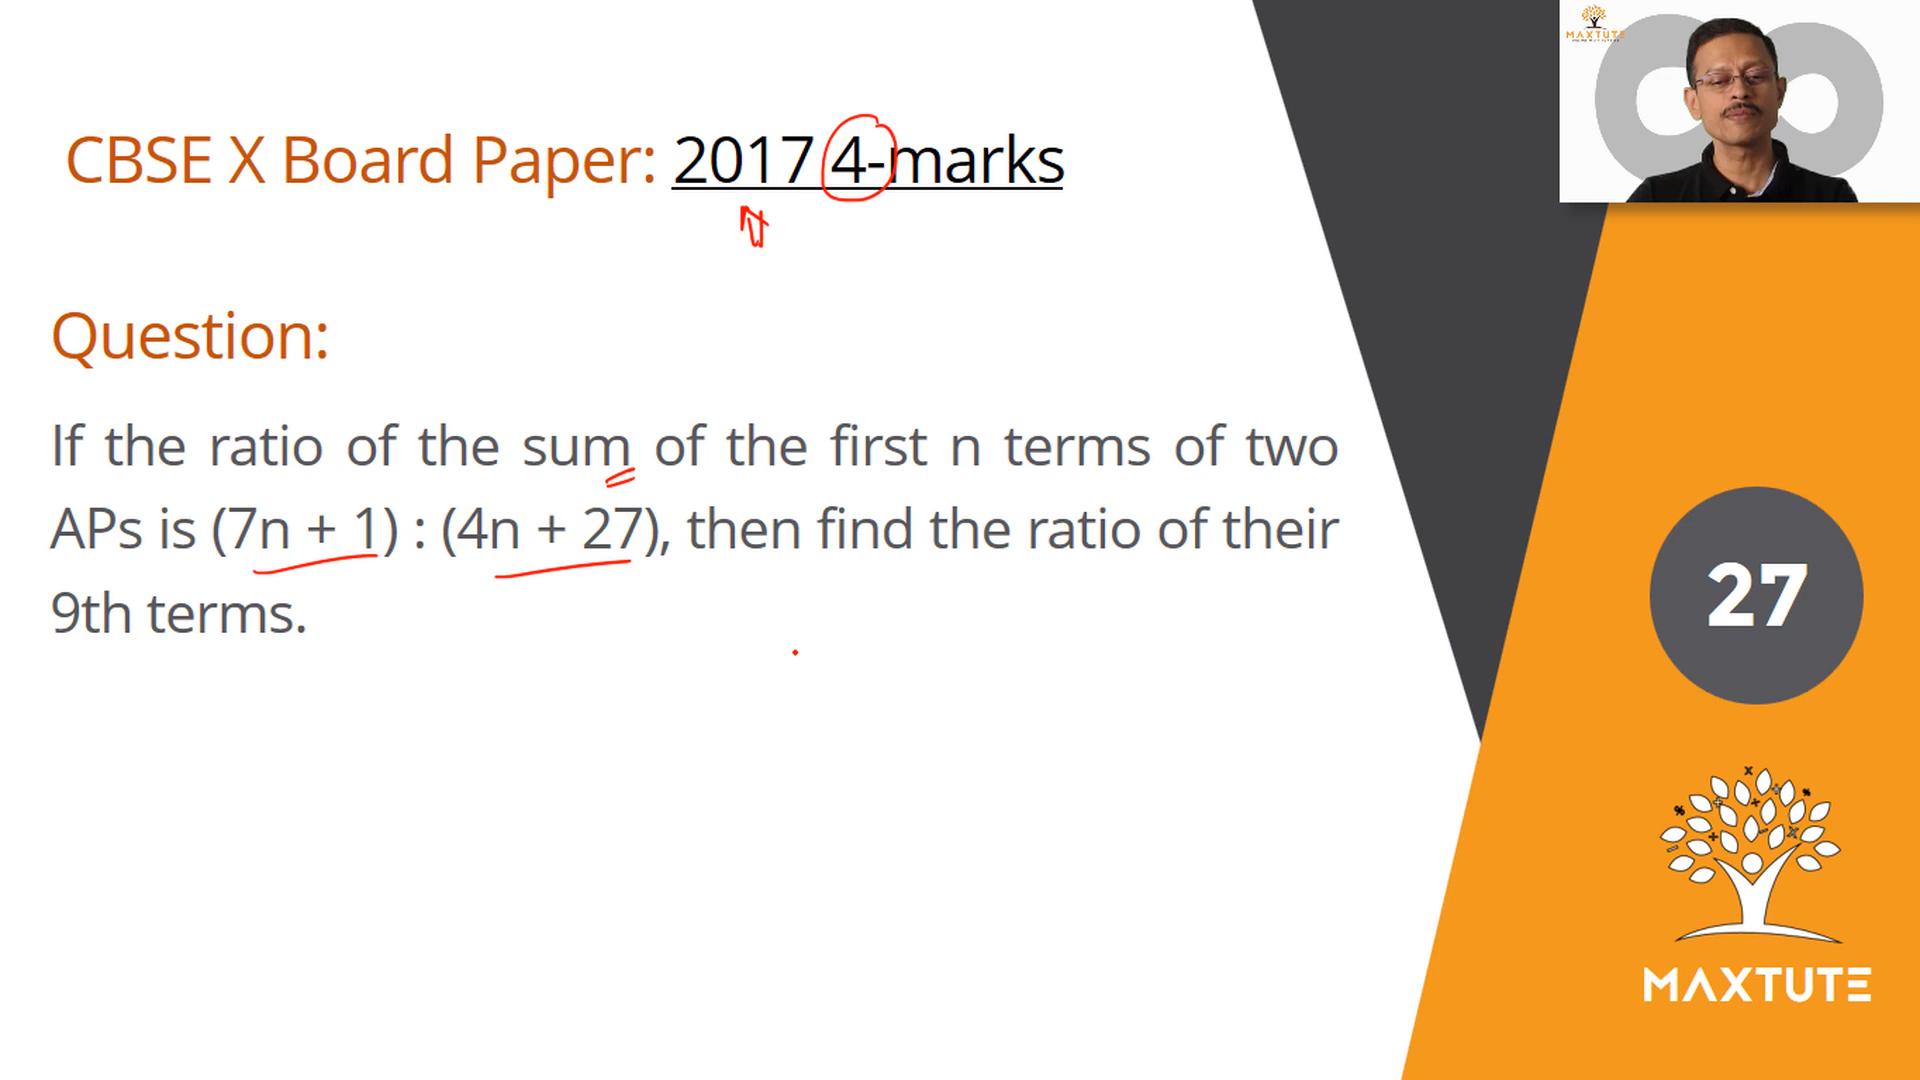 MAXTUTE
CBSE X Board Paper: 2017 4-marks
Question:
If the ratio of the sum of the first n terms of two
APs is (7n + 1) : (4n + 27), then find the ratio of their
9th terms.
27
MAXTUTE